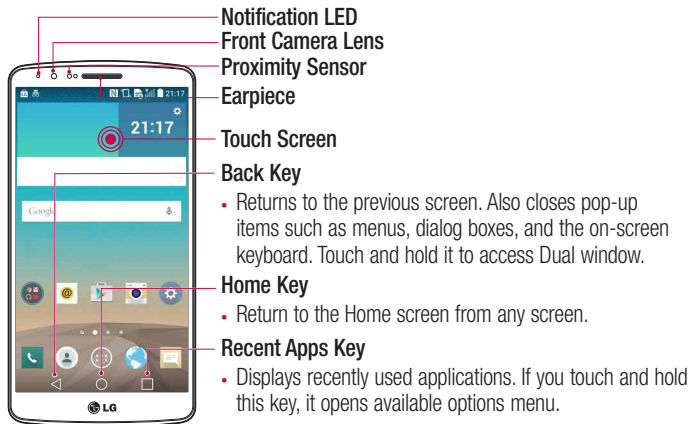 Notification LED
Front Camera Lens
Proximity Sensor
Earpiece
21:17
21:17
Touch Screen
Back Key
• Returns to the previous screen. Also closes pop-up
items such as menus, dialog boxes, and the on-screen
keyboard. Touch and hold it to access Dual window.
Google
Home Key
• Return to the Home screen from any screen.
Recent Apps Key
• Displays recently used applications. If you touch and hold
this key, it opens available options menu.
LG